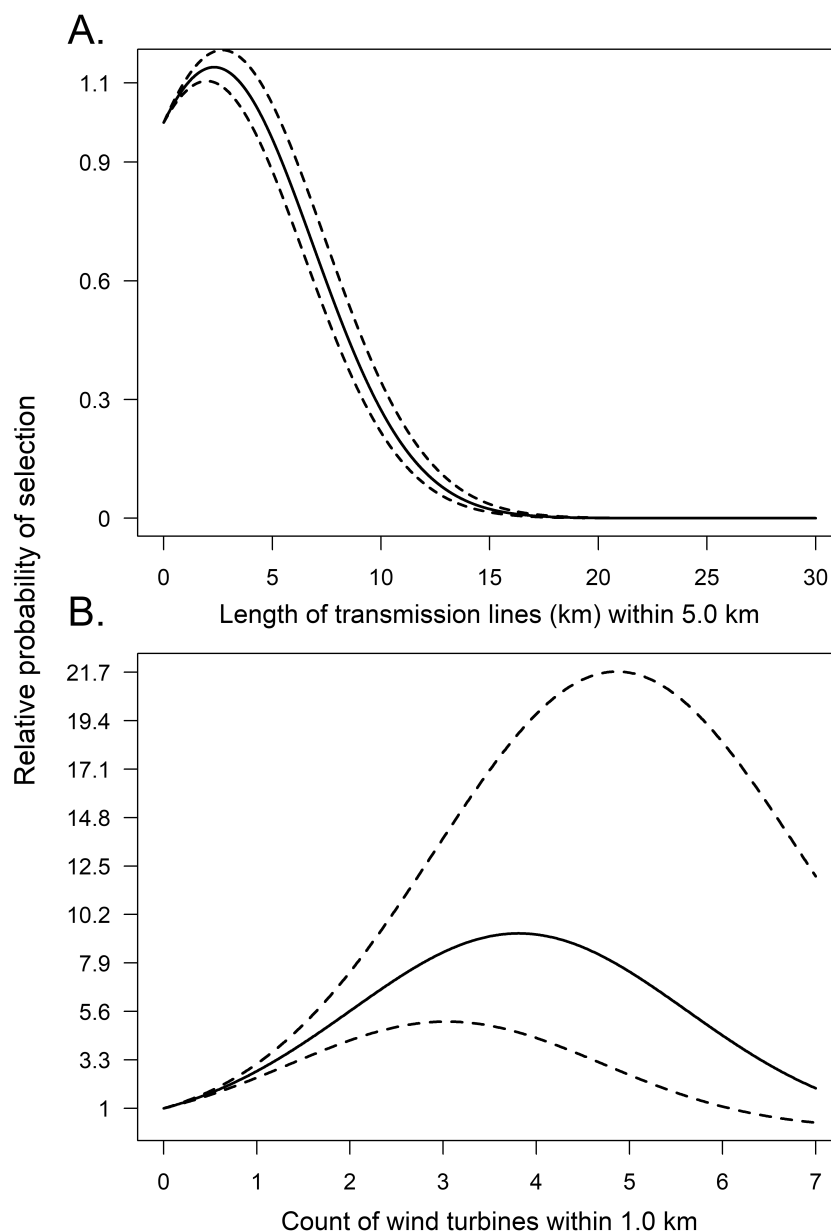 A.
1.1
0.9
0.6
0.3
0
0 5 10 15 20 25 30
Length of transmission lines (km) within 5.0 km
Relative probability of selection
B.
21.7
19.4
17.1
14.8
12.5
10.2
7.9
5.6
3.3
1
0 1 2 3 4 5 6 7
Count of wind turbines within 1.0 km